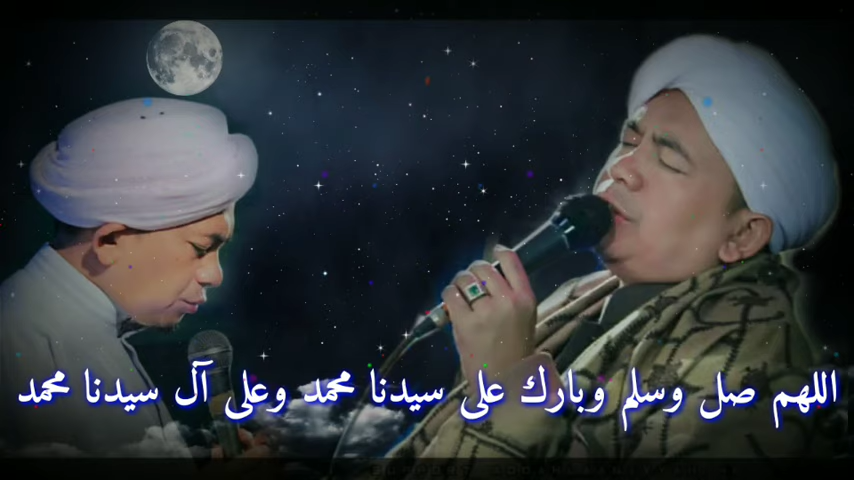 اللهم صل وسلم وبارك على سيدنا محمد وعلى آل سيدنا محمد